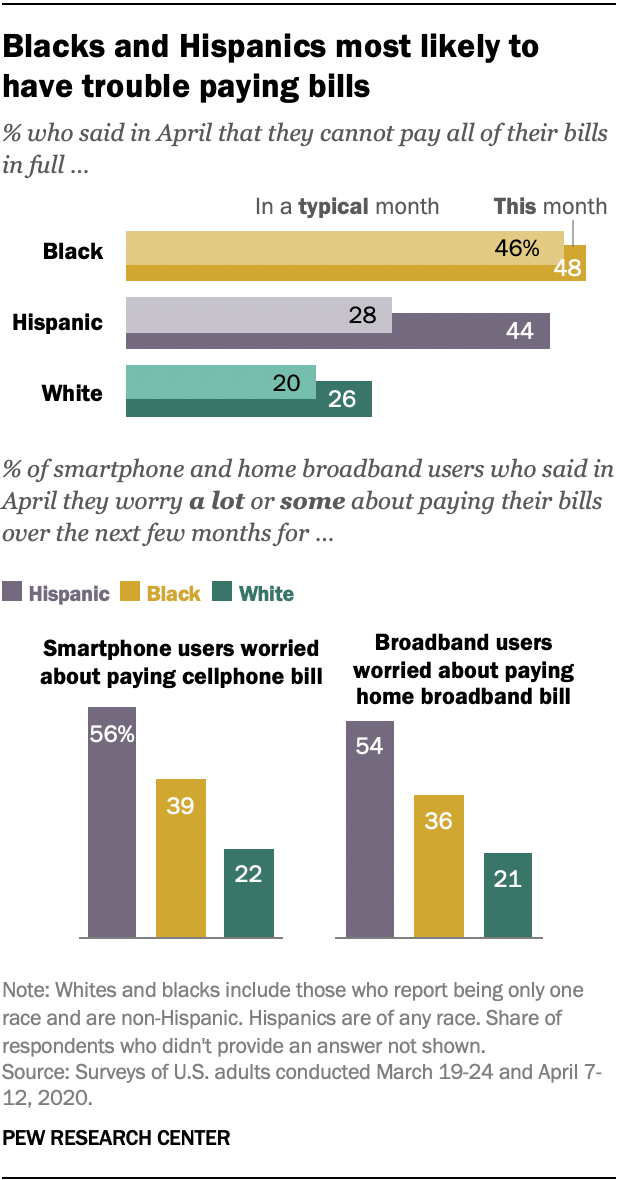 Blacks and Hispanics most likely to
have trouble paying bills
% who said in April that they cannot pay all of their bills
in full ...
In a typical month
This month
Black
46%
48
Hispanic
28
44
White
20
26
% of smartphone and home broadband users who said in
April they worry a lot or some about paying their bills
over the next few months for ...
Hispanic Black White
Smartphone users worried
about paying cellphone bill
56%
39
22
Broadband users
worried about paying
home broadband bill
54
36
21
Note: Whites and blacks include those who report being only one
race and are non-Hispanic. Hispanics are of any race. Share of
respondents who didn't provide an answer not shown.
Source: Surveys of U.S. adults conducted March 19-24 and April 7-
12, 2020.
PEW RESEARCH CENTER